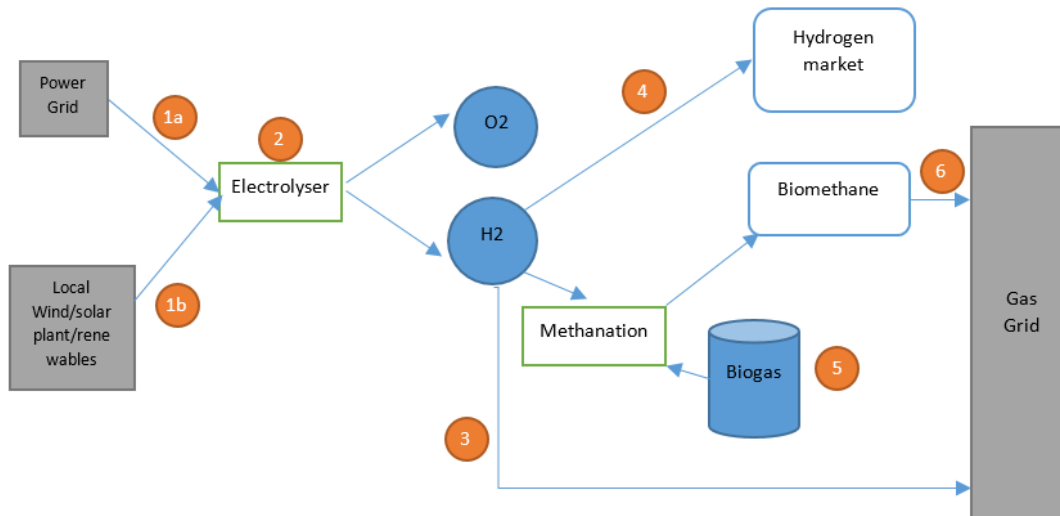 Power
Grid
1a
2
Electrolyser
O2
4
Hydrogen
market
H2
Biomethane
6
Local
Wind/solar
plant/rene
wables
1b
Methanation
Biogas
5
Gas
Grid
3